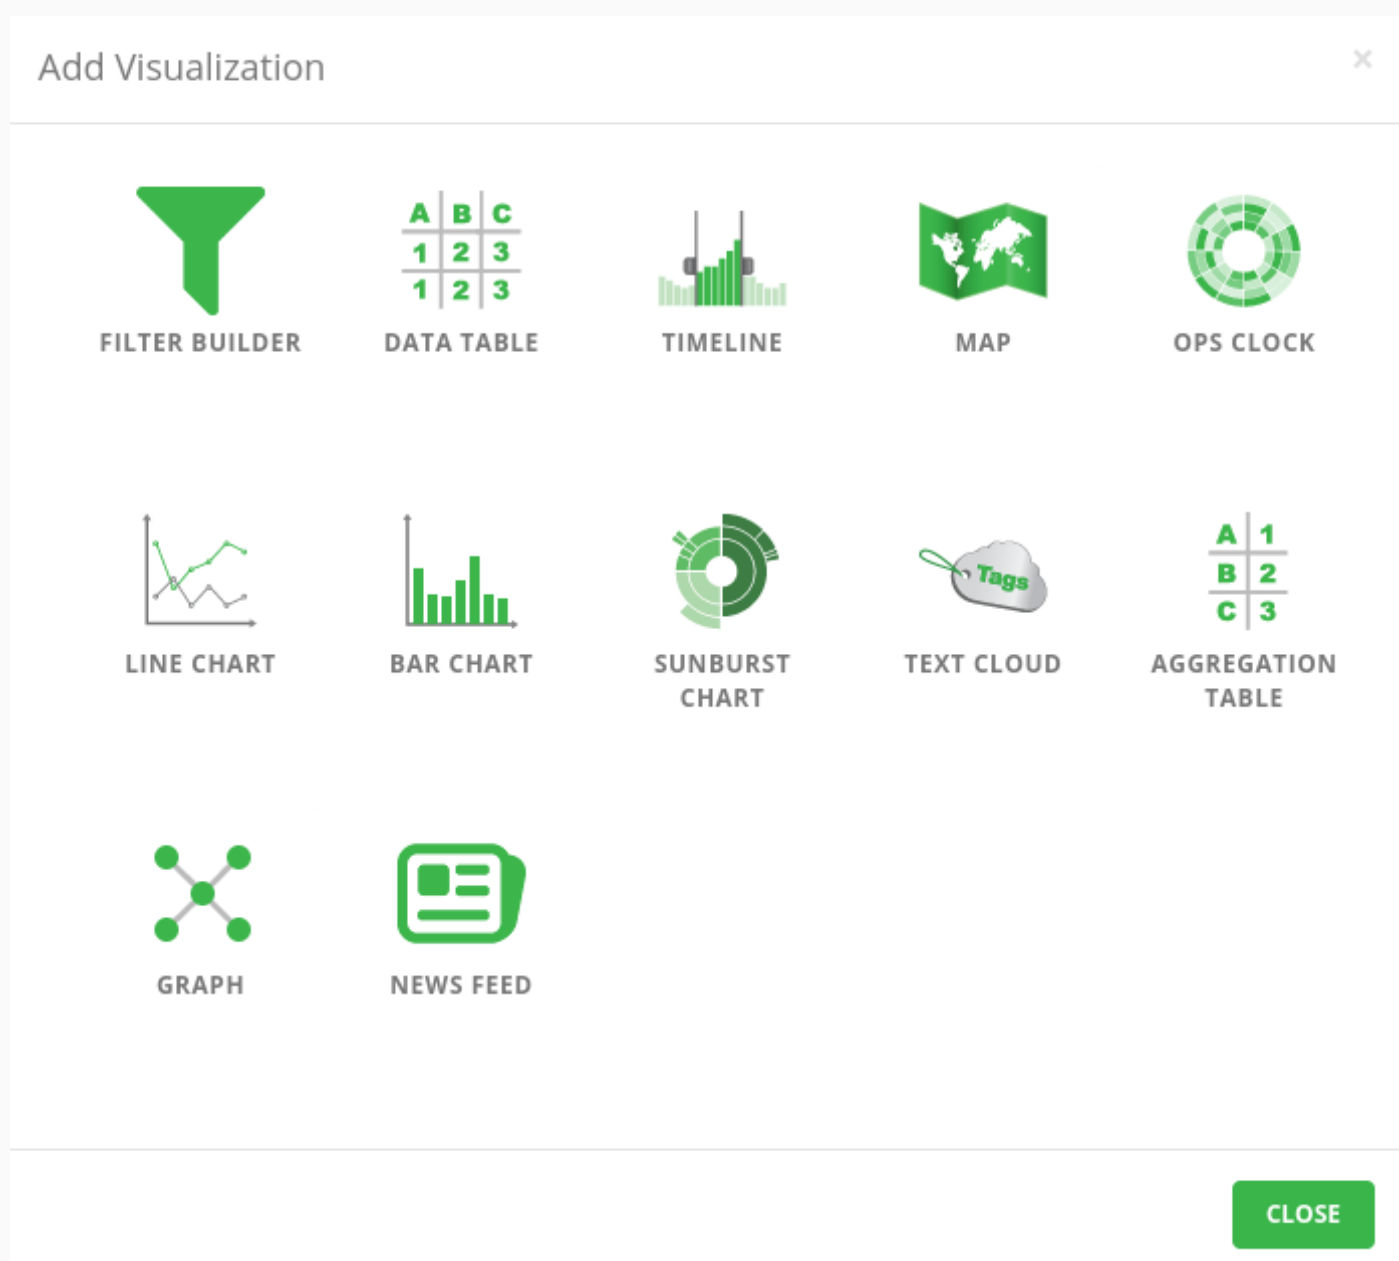 Add Visualization
×
A B C
1 2 3
1 2 3
FILTER BUILDER
DATA TABLE
TIMELINE
MAP
OPS CLOCK
Tags
A 1
B 2
C 3
LINE CHART
BAR CHART
SUNBURST
CHART
TEXT CLOUD
AGGREGATION
TABLE
GRAPH
NEWS FEED
CLOSE